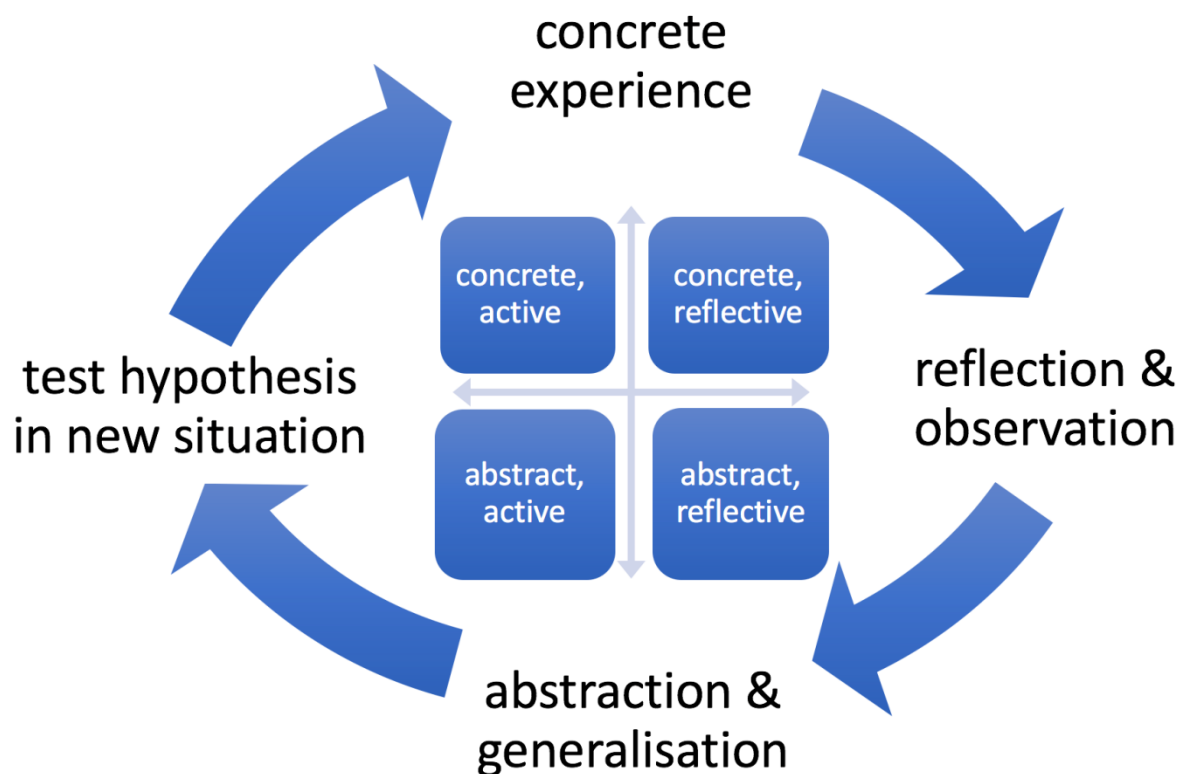 concrete
experience
concrete,
active
concrete,
reflective
test hypothesis
in new situation
reflection &
observation
abstract,
active
abstract,
reflective
abstraction &
generalisation